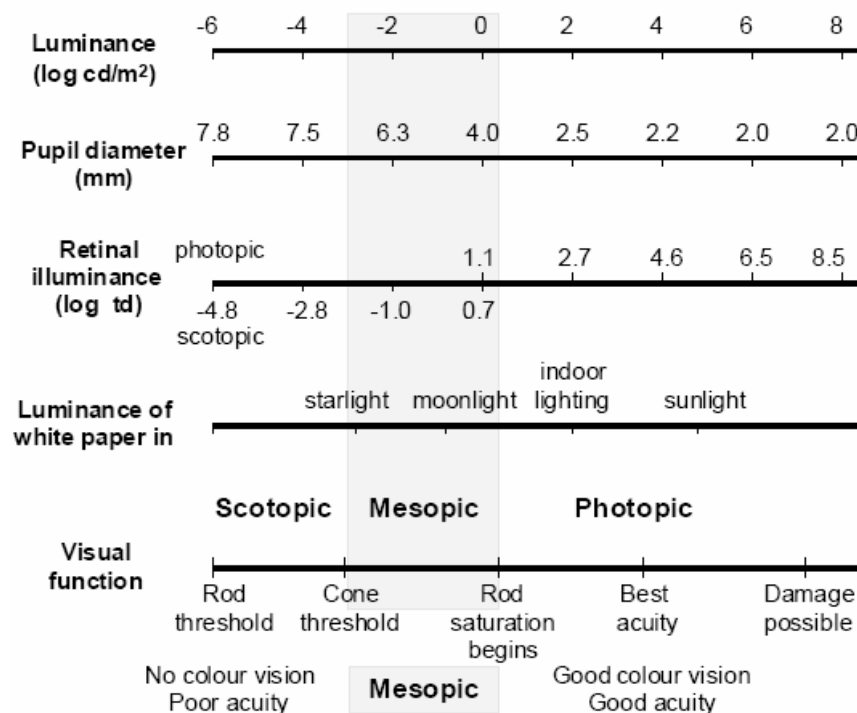 Luminance
(log cd/m²)
-6 -4 -2 0 2 4 6 8
Pupil diameter
(mm)
7.8 7.5 6.3 4.0 2.5 2.2 2.0 2.0
Retinal
illuminance
(log td)
photopic
1.1 2.7 4.6 6.5 8.5
-4.8 -2.8 -1.0 0.7
scotopic
Luminance of
white paper in
starlight moonlight indoor
lighting sunlight
Scotopic Mesopic Photopic
Visual
function
Rod
threshold
Cone
threshold
Rod
saturation
begins
Best
acuity
Damage
possible
No colour vision
Poor acuity
Mesopic
Good colour vision
Good acuity